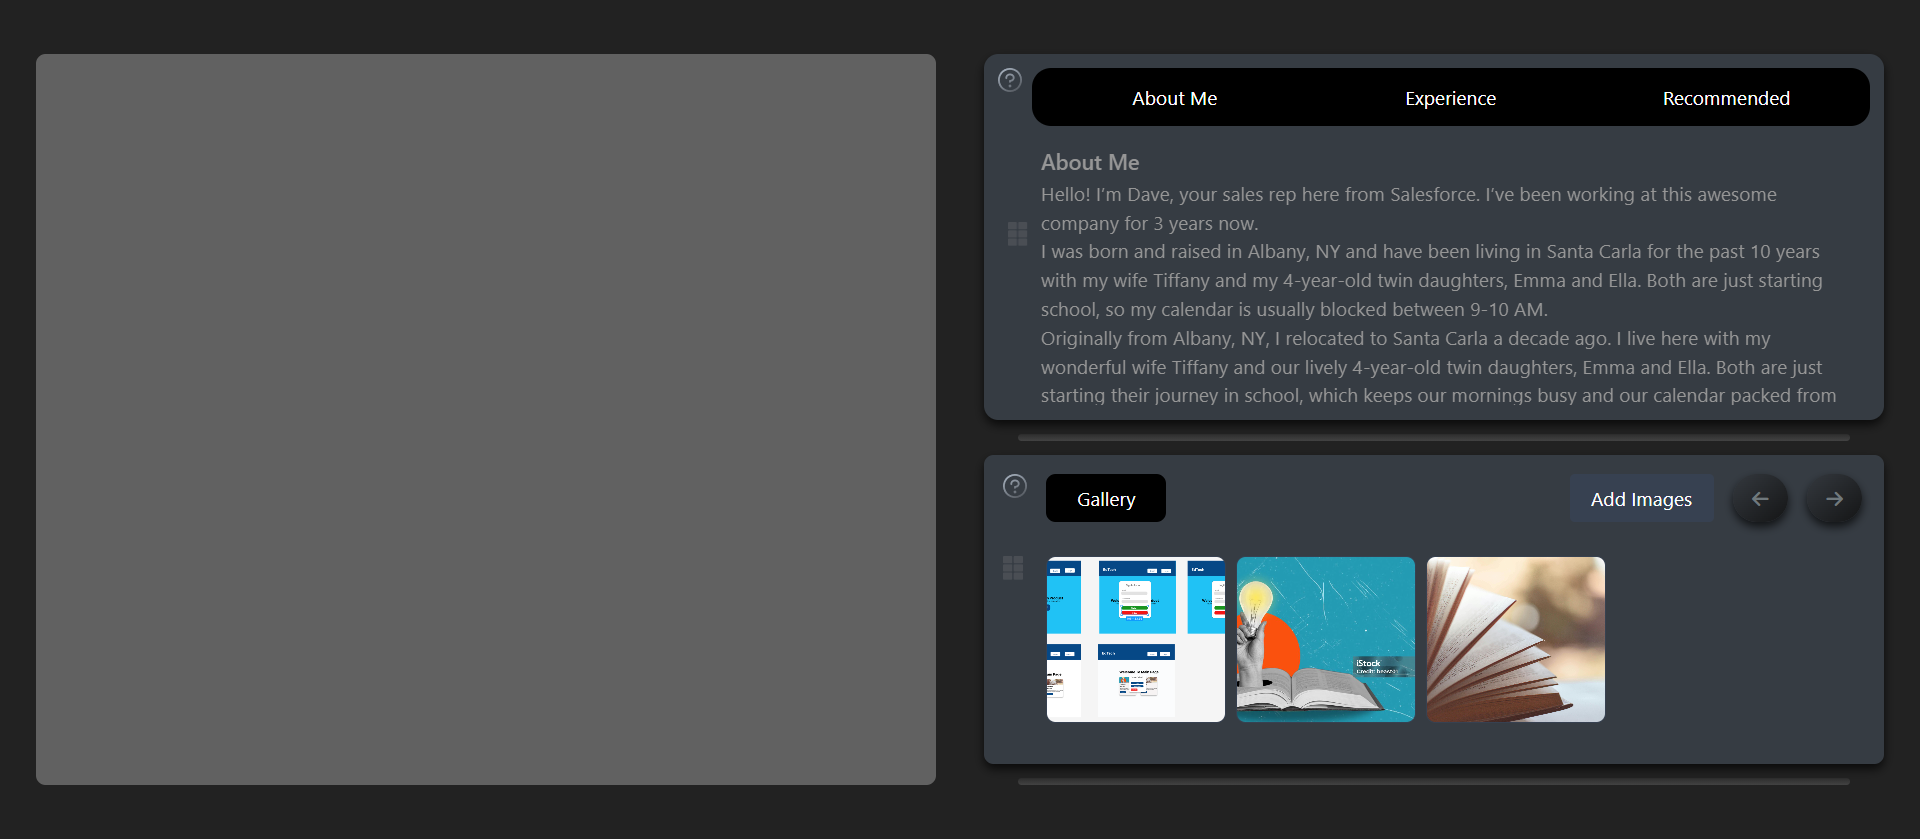 About Me
Experience
Recommended
About Me
Hello! I’m Dave, your sales rep here from Salesforce. I’ve been working at this awesome
company for 3 years now.
I was born and raised in Albany, NY and have been living in Santa Carla for the past 10 years
with my wife Tiffany and my 4-year-old twin daughters, Emma and Ella. Both are just starting
school, so my calendar is usually blocked between 9-10 AM.
Originally from Albany, NY, I relocated to Santa Carla a decade ago. I live here with my
wonderful wife Tiffany and our lively 4-year-old twin daughters, Emma and Ella. Both are just
starting their journey in school, which keeps our mornings busy and our calendar packed from
Gallery
Add Images
iStock